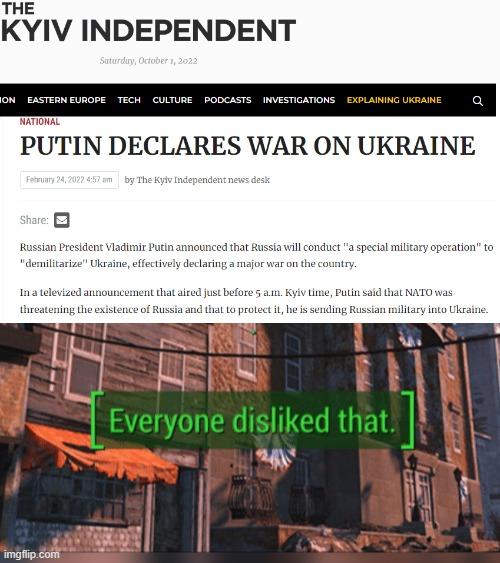 THE
KYIV INDEPENDENT
Saturday, October 1, 2022
ION EASTERN EUROPE TECH CULTURE PODCASTS INVESTIGATIONS EXPLAINING UKRAINE
NATIONAL
PUTIN DECLARES WAR ON UKRAINE
February 24, 2022 4:57 am by The Kyiv Independent news desk
Share:
Russian President Vladimir Putin announced that Russia will conduct "a special military operation" to
"demilitarize" Ukraine, effectively declaring a major war on the country.
In a televized announcement that aired just before 5 a.m. Kyiv time, Putin said that NATO was
threatening the existence of Russia and that to protect it, he is sending Russian military into Ukraine.
[Everyone disliked that.]
imgflip.com